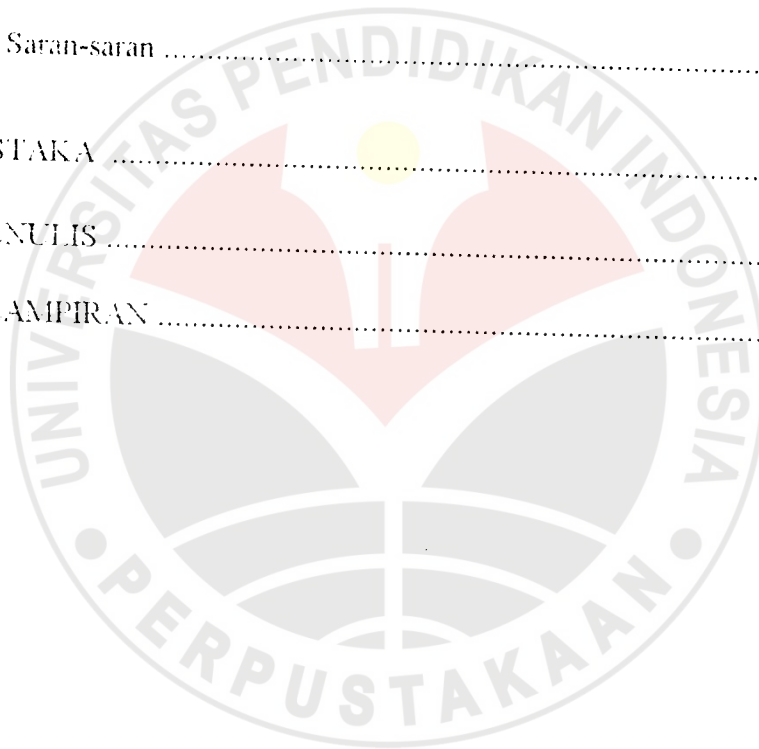 Saran-saran ........................................
STAKA ........................................
NULIS ........................................
AMPIRAN ........................................
UNIVERSITAS PENDIDIKAN INDONESIA
PERPUSTAKAAN